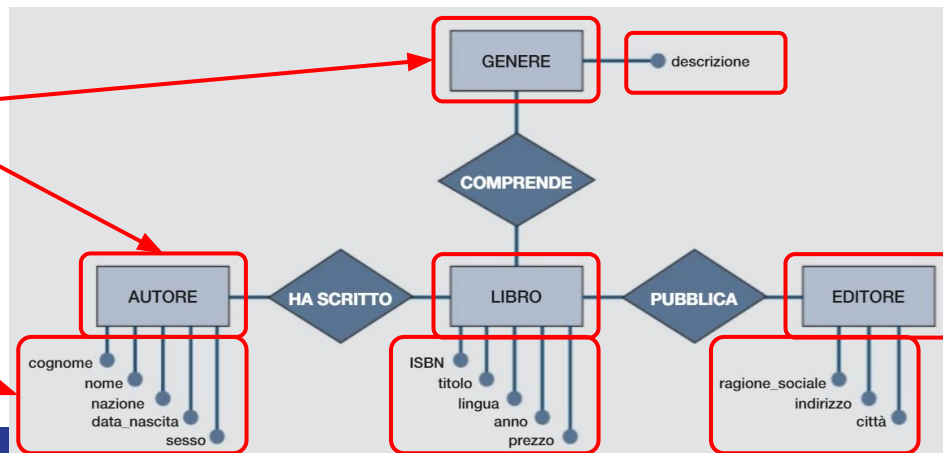 GENERE
descrizione
COMPRENDE
AUTORE
HA SCRITTO
LIBRO
PUBBLICA
EDITORE
cognome
nome
nazione
data_nascita
sesso
ISBN
titolo
lingua
anno
prezzo
ragione_sociale
indirizzo
città